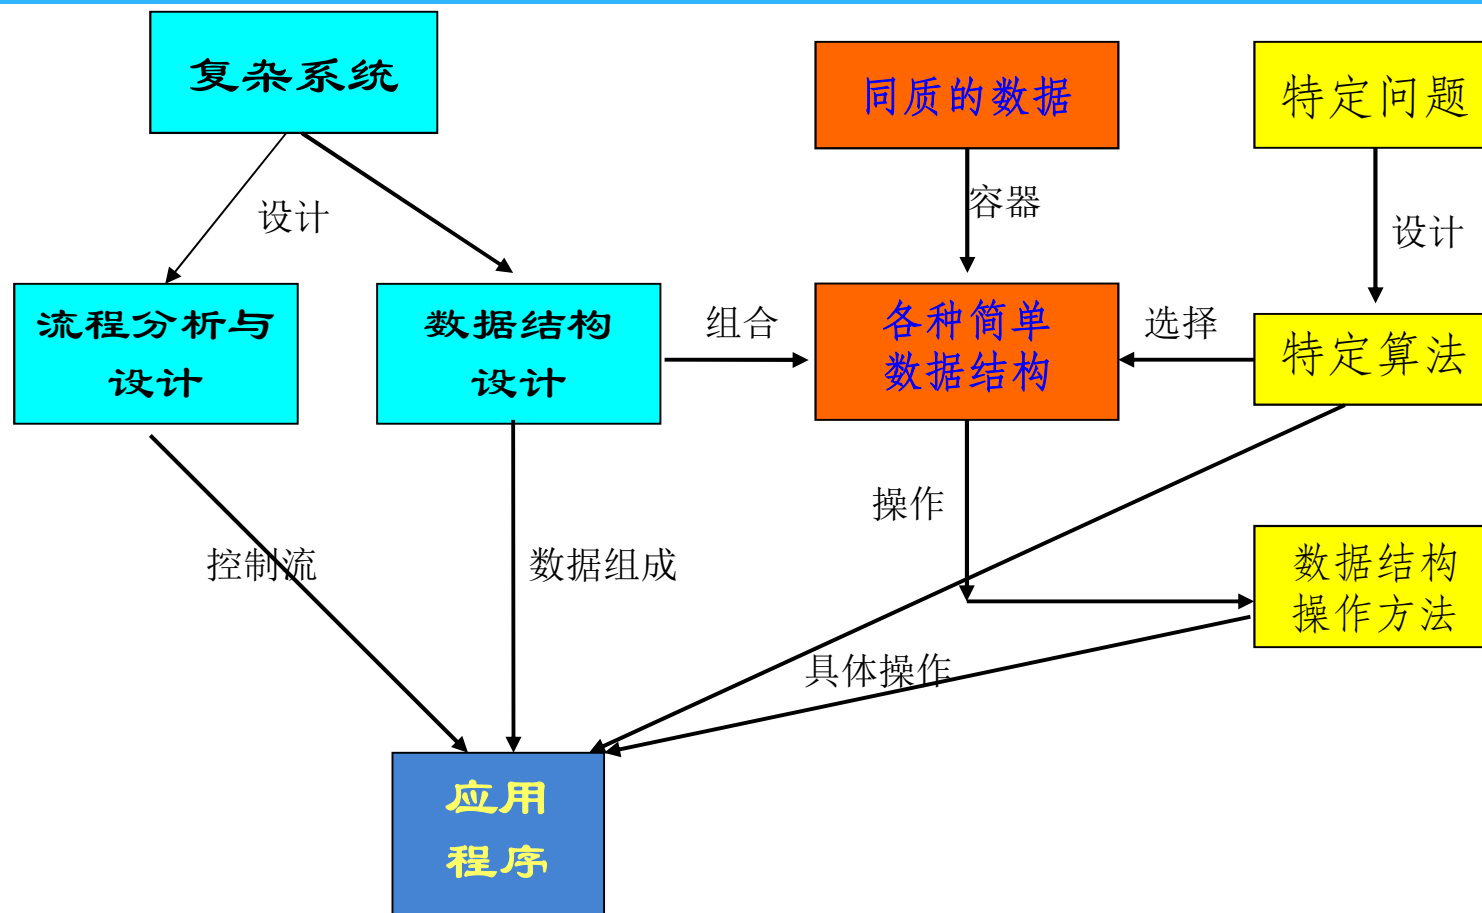 复杂系统
同质的数据
特定问题
设计
容器
设计
流程分析与
设计
数据结构
设计
组合
各种简单
数据结构
选择
特定算法
操作
控制流
数据组成
数据结构
操作方法
具体操作
应用
程序